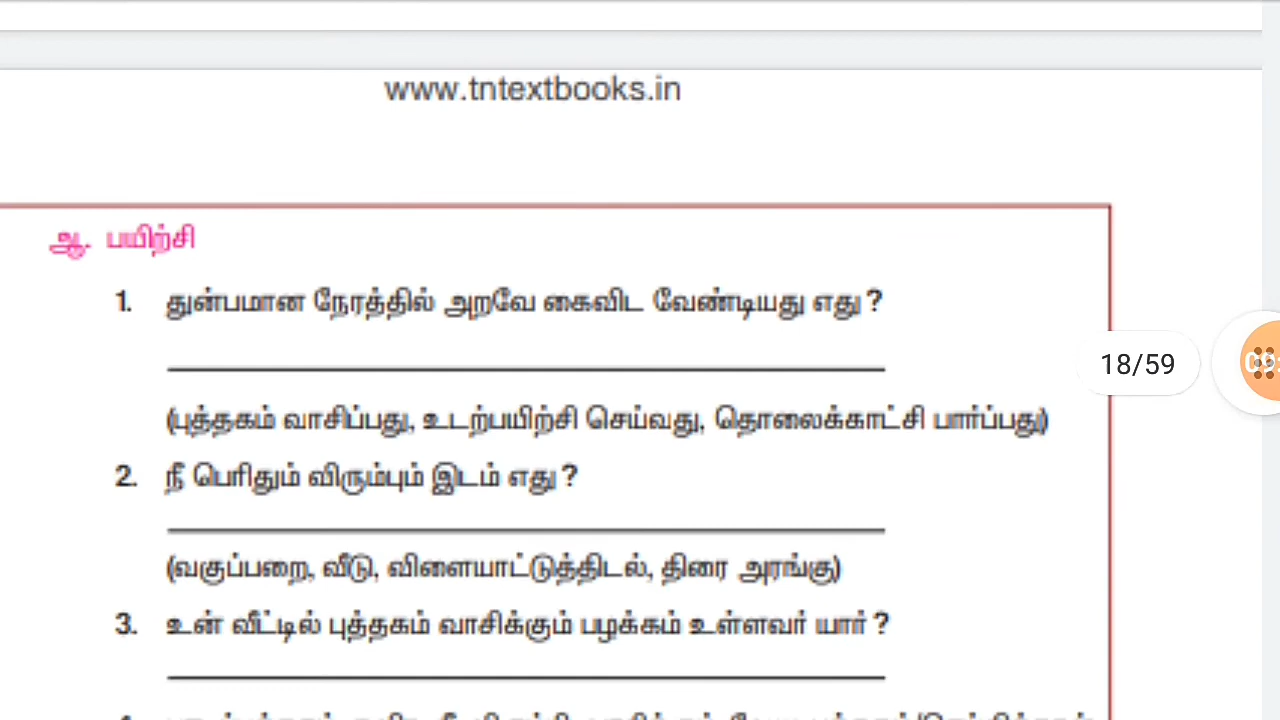 www.tntextbooks.in
ஆ. பயிற்சி
1. துன்பமான நேரத்தில் அறவே கைவிட வேண்டியது எது ?
18/59
(புத்தகம் வாசிப்பது, உடற்பயிற்சி செய்வது, தொலைக்காட்சி பார்ப்பது)
2. நீ பெரிதும் விரும்பும் இடம் எது ?
(வகுப்பறை, வீடு, விளையாட்டுத்திடல், திரை அரங்கு)
3. உன் வீட்டில் புத்தகம் வாசிக்கும் பழக்கம் உள்ளவர் யார் ?